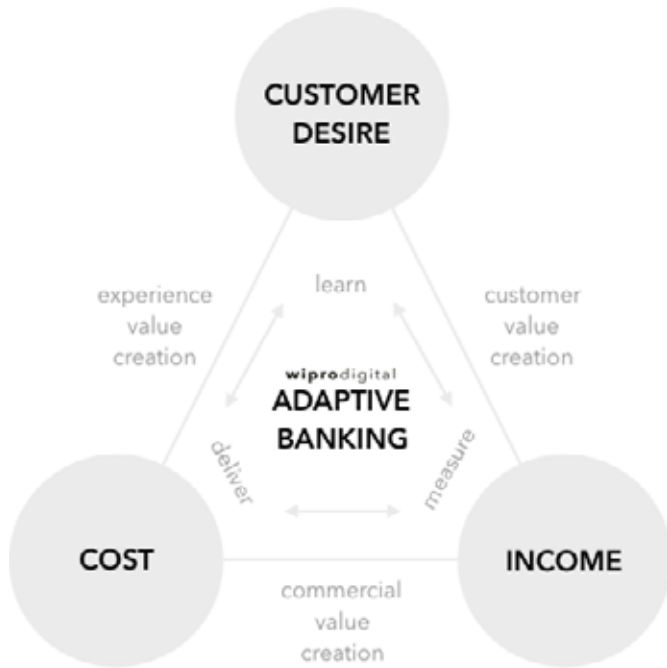 CUSTOMER
DESIRE
learn
experience
value
creation
customer
value
creation
wiprodigital
ADAPTIVE
BANKING
deliver
measure
COST
INCOME
commercial
value
creation